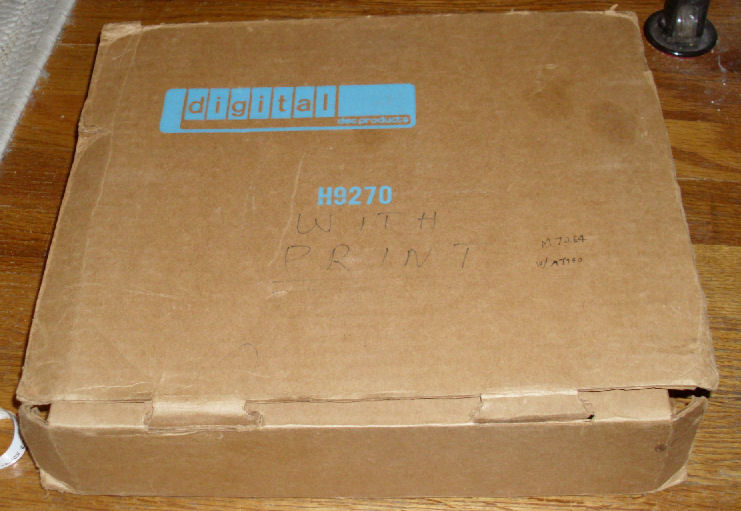 digital
dec products
H9270
WITH
PRINT
M7264
w/